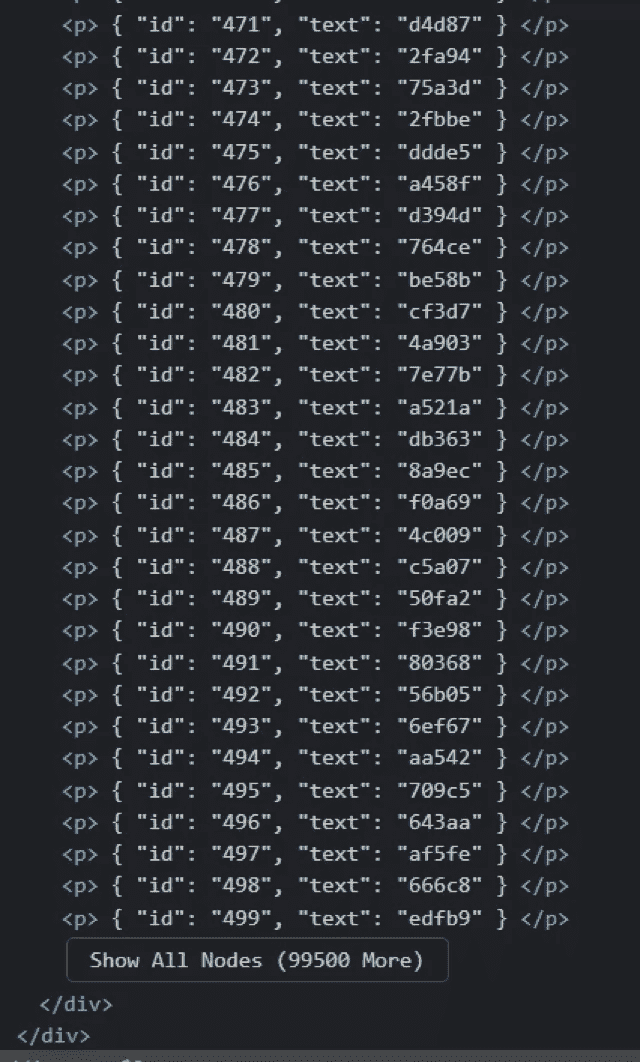 <p> { "id": "471", "text": "d4d87" } </p>
<p> { "id": "472", "text": "2fa94" } </p>
<p> { "id": "473", "text": "75a3d" } </p>
<p> { "id": "474", "text": "2fbbe" } </p>
<p> { "id": "475", "text": "ddde5" } </p>
<p> { "id": "476", "text": "a458f" } </p>
<p> { "id": "477", "text": "d394d" } </p>
<p> { "id": "478", "text": "764ce" } </p>
<p> { "id": "479", "text": "be58b" } </p>
<p> { "id": "480", "text": "cf3d7" } </p>
<p> { "id": "481", "text": "4a903" } </p>
<p> { "id": "482", "text": "7e77b" } </p>
<p> { "id": "483", "text": "a521a" } </p>
<p> { "id": "484", "text": "db363" } </p>
<p> { "id": "485", "text": "8a9ec" } </p>
<p> { "id": "486", "text": "f0a69" } </p>
<p> { "id": "487", "text": "4c009" } </p>
<p> { "id": "488", "text": "c5a07" } </p>
<p> { "id": "489", "text": "50fa2" } </p>
<p> { "id": "490", "text": "f3e98" } </p>
<p> { "id": "491", "text": "80368" } </p>
<p> { "id": "492", "text": "56b05" } </p>
<p> { "id": "493", "text": "6ef67" } </p>
<p> { "id": "494", "text": "aa542" } </p>
<p> { "id": "495", "text": "709c5" } </p>
<p> { "id": "496", "text": "643aa" } </p>
<p> { "id": "497", "text": "af5fe" } </p>
<p> { "id": "498", "text": "666c8" } </p>
<p> { "id": "499", "text": "edfb9" } </p>
Show All Nodes (99500 More)
</div>
</div>